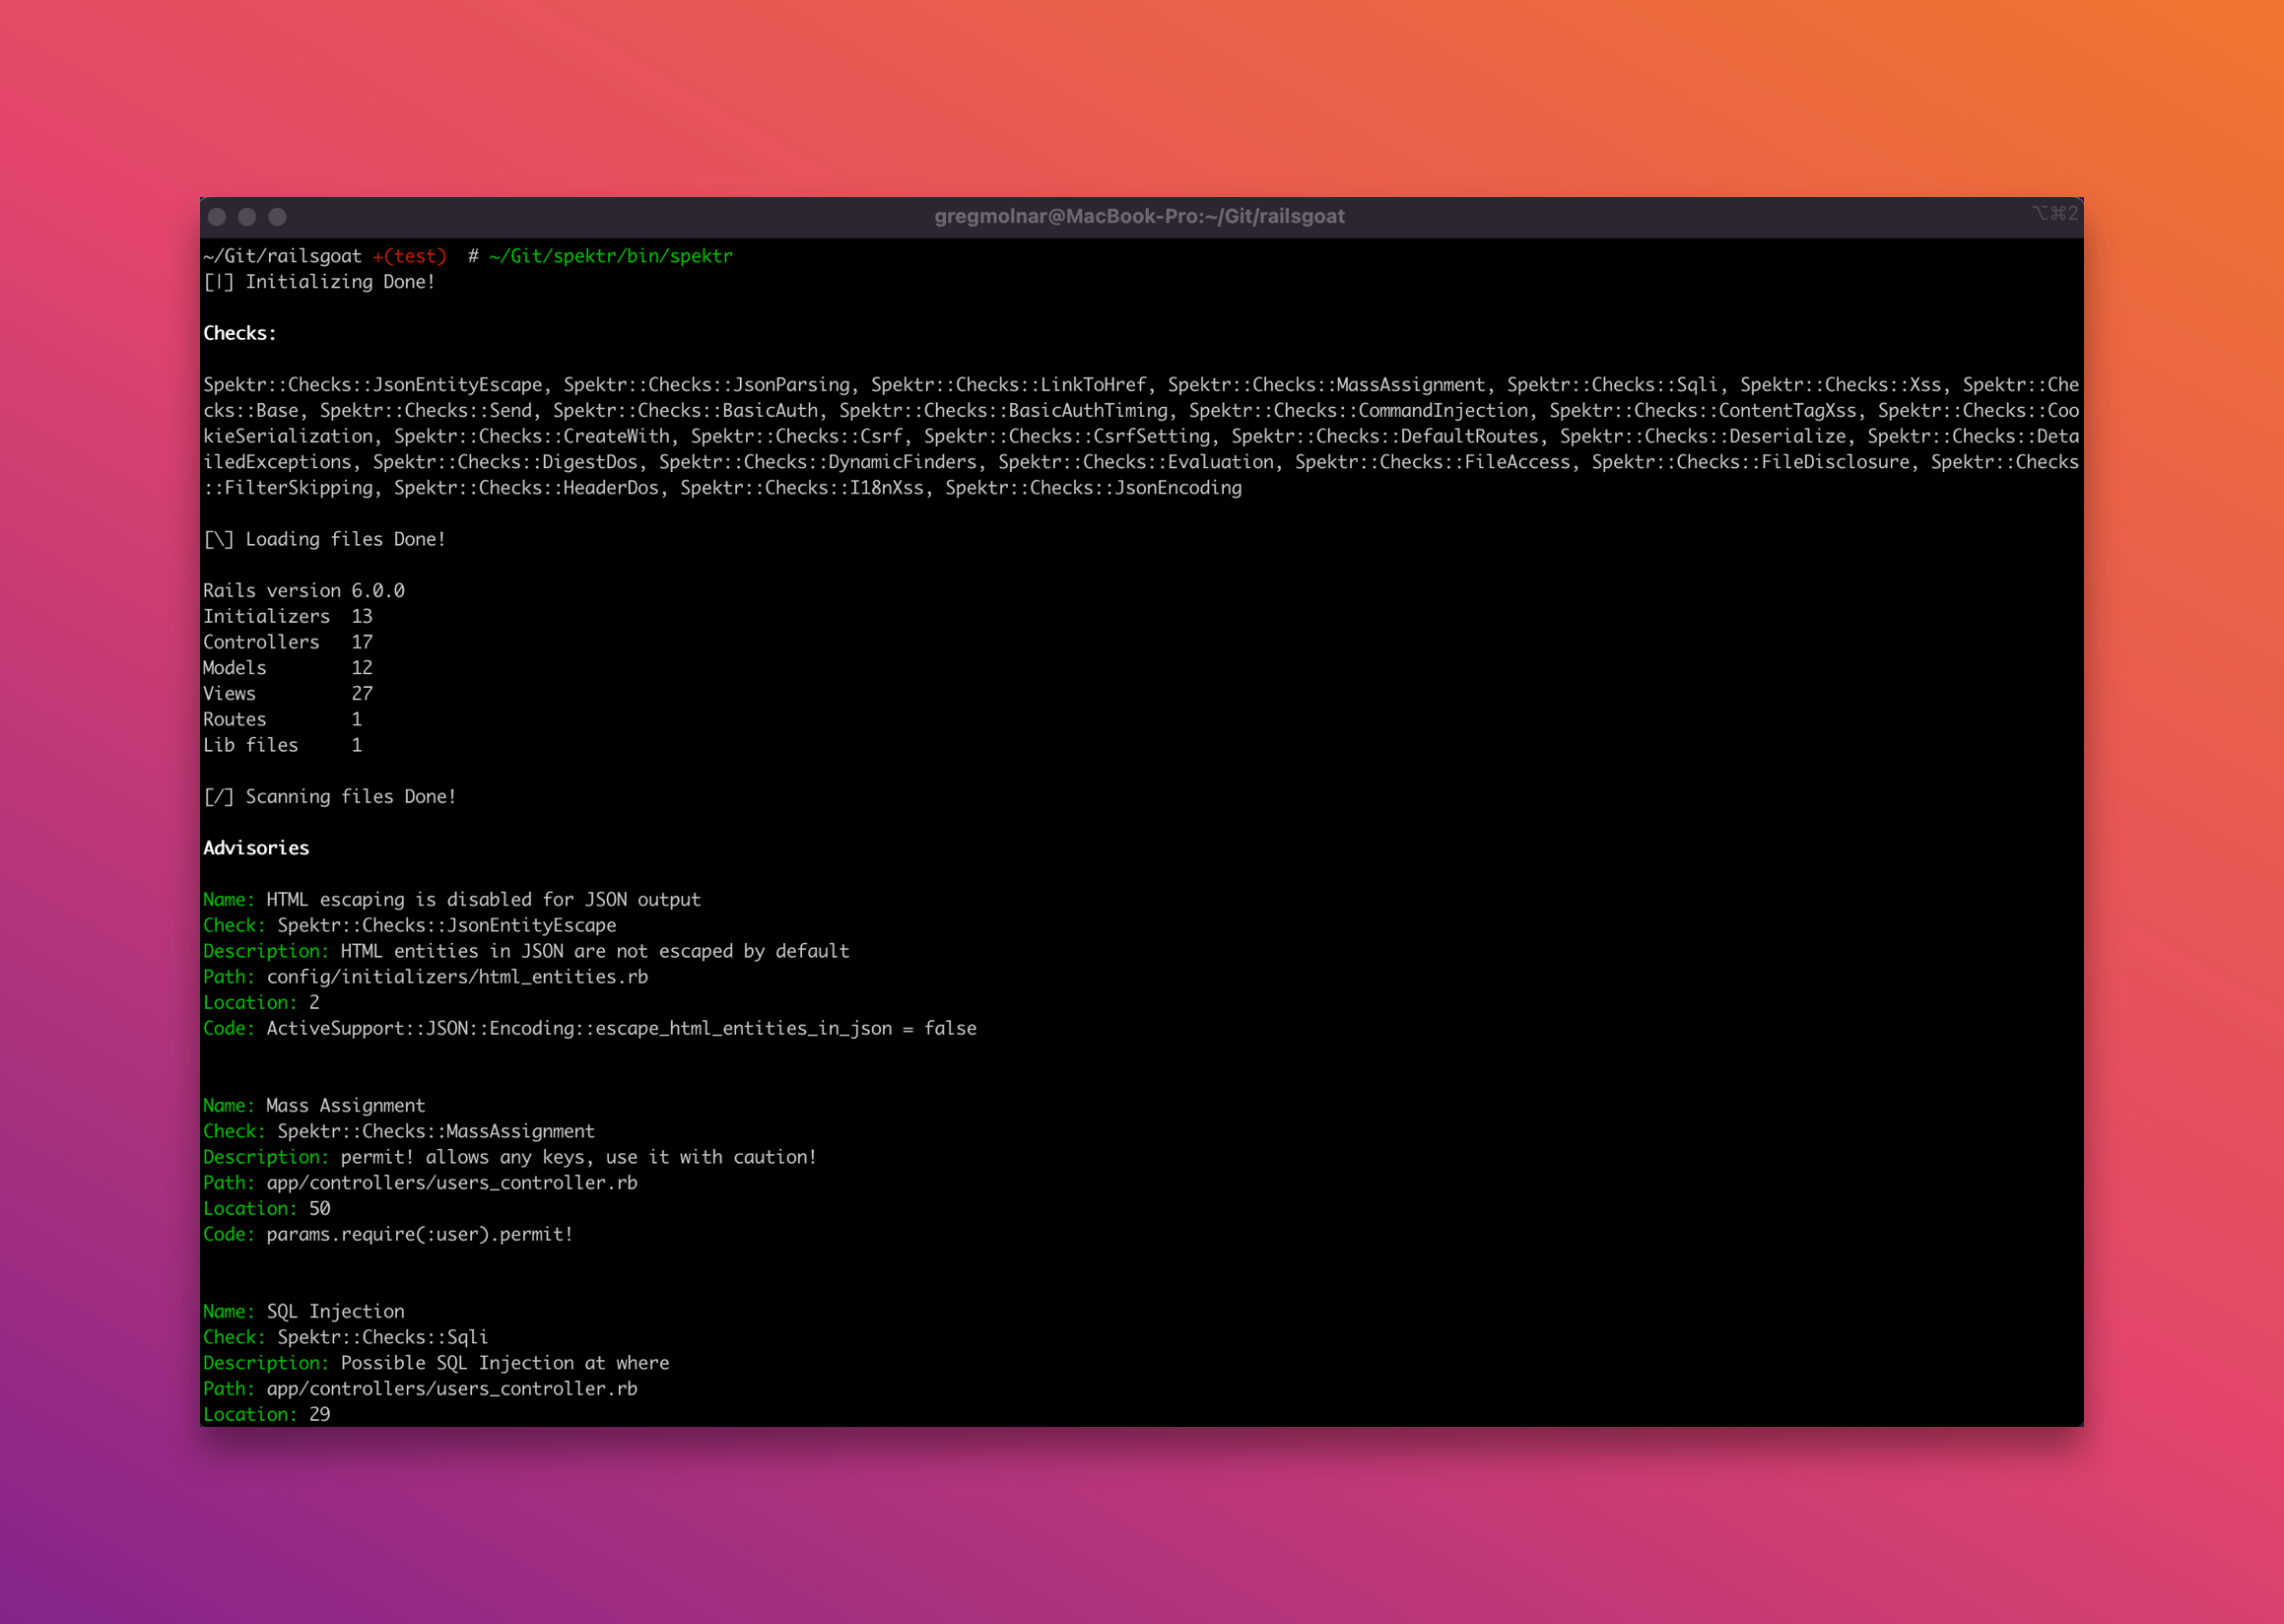 gregmolnar@MacBook-Pro:~/Git/railsgoat
⌥⌘2
~/Git/railsgoat +(test)  # ~/Git/spektr/bin/spektr
[|] Initializing Done!
Checks:
Spektr::Checks::JsonEntityEscape, Spektr::Checks::JsonParsing, Spektr::Checks::LinkToHref, Spektr::Checks::MassAssignment, Spektr::Checks::Sqli, Spektr::Checks::Xss, Spektr::Che
cks::Base, Spektr::Checks::Send, Spektr::Checks::BasicAuth, Spektr::Checks::BasicAuthTiming, Spektr::Checks::CommandInjection, Spektr::Checks::ContentTagXss, Spektr::Checks::Coo
kieSerialization, Spektr::Checks::CreateWith, Spektr::Checks::Csrf, Spektr::Checks::CsrfSetting, Spektr::Checks::DefaultRoutes, Spektr::Checks::Deserialize, Spektr::Checks::Deta
iledExceptions, Spektr::Checks::DigestDos, Spektr::Checks::DynamicFinders, Spektr::Checks::Evaluation, Spektr::Checks::FileAccess, Spektr::Checks::FileDisclosure, Spektr::Checks
::FilterSkipping, Spektr::Checks::HeaderDos, Spektr::Checks::I18nXss, Spektr::Checks::JsonEncoding
[\] Loading files Done!
Rails version 6.0.0
Initializers  13
Controllers   17
Models        12
Views         27
Routes        1
Lib files     1
[/] Scanning files Done!
Advisories
Name: HTML escaping is disabled for JSON output
Check: Spektr::Checks::JsonEntityEscape
Description: HTML entities in JSON are not escaped by default
Path: config/initializers/html_entities.rb
Location: 2
Code: ActiveSupport::JSON::Encoding::escape_html_entities_in_json = false
Name: Mass Assignment
Check: Spektr::Checks::MassAssignment
Description: permit! allows any keys, use it with caution!
Path: app/controllers/users_controller.rb
Location: 50
Code: params.require(:user).permit!
Name: SQL Injection
Check: Spektr::Checks::Sqli
Description: Possible SQL Injection at where
Path: app/controllers/users_controller.rb
Location: 29